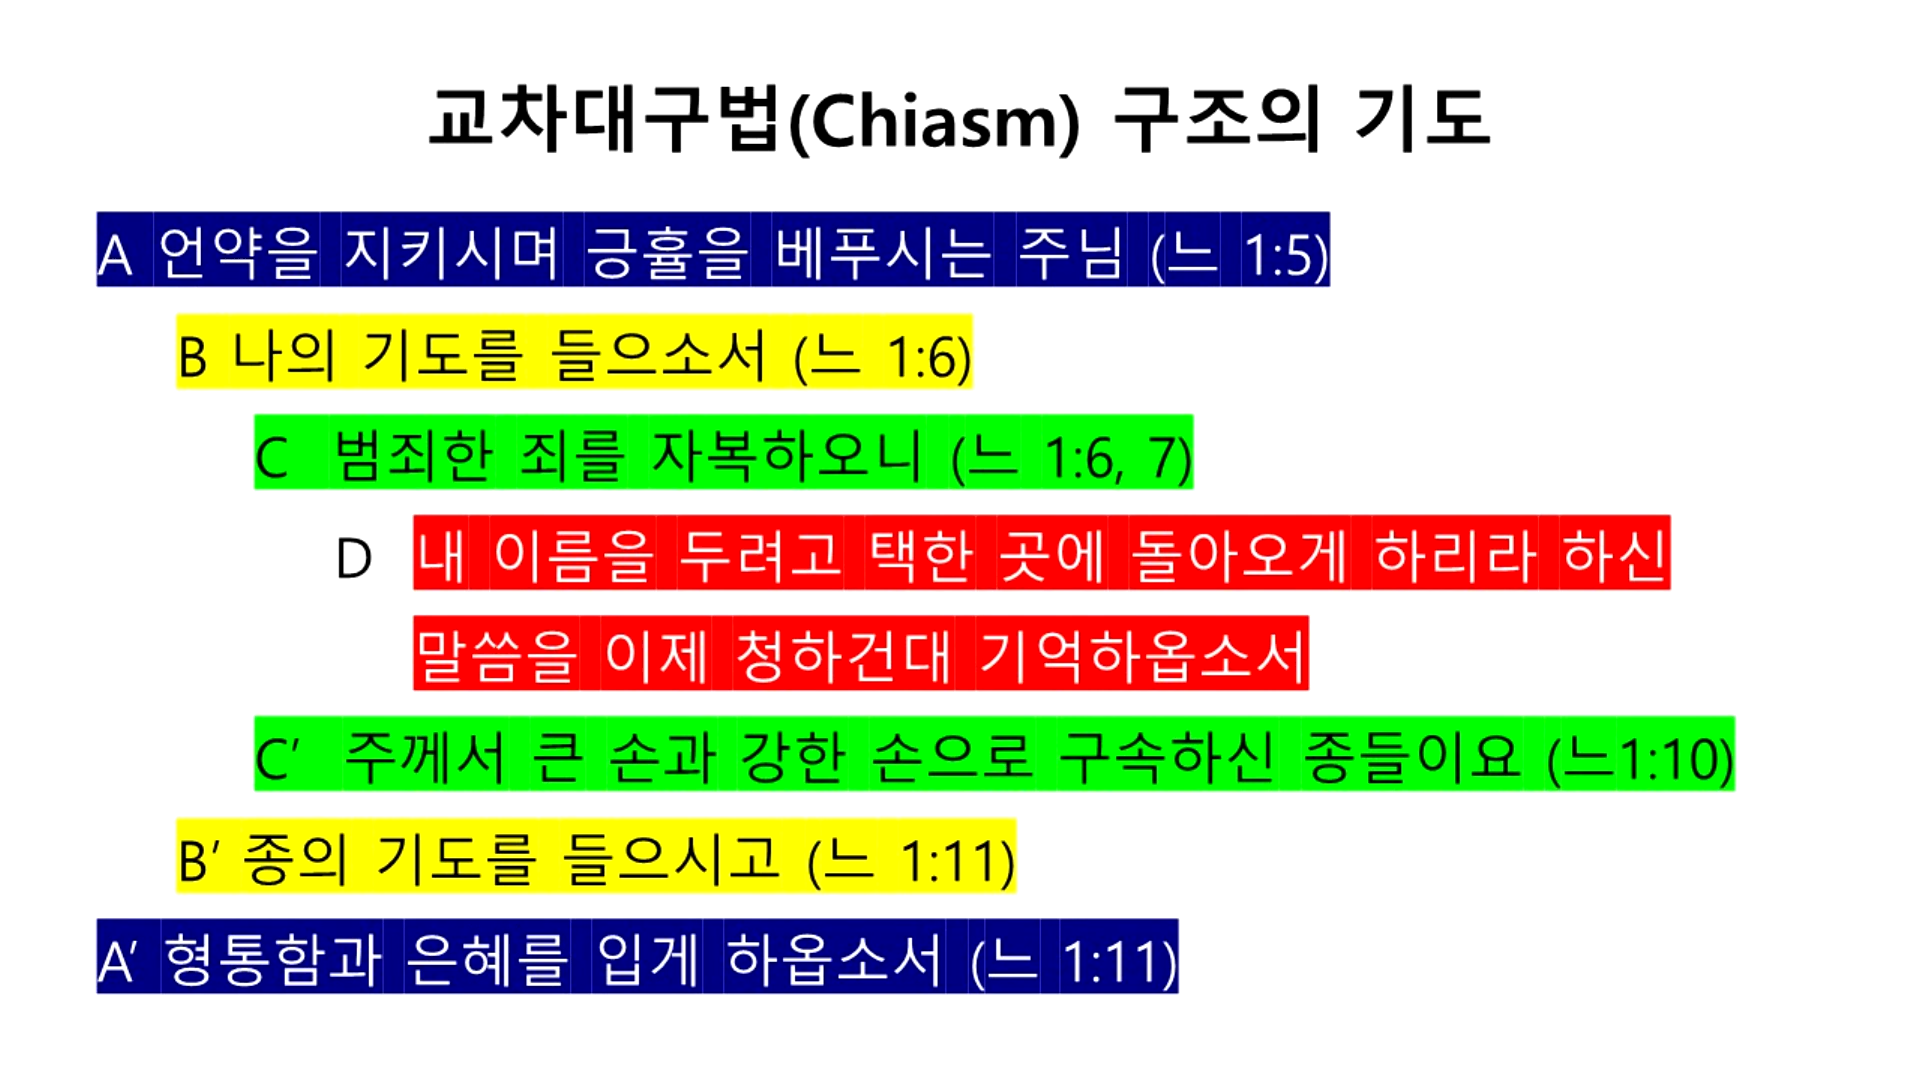 교차대구법(Chiasm) 구조의 기도
A 언약을 지키시며 긍휼을 베푸시는 주님 (느 1:5)
B 나의 기도를 들으소서 (느 1:6)
C 범죄한 죄를 자복하오니 (느 1:6, 7)
D 내 이름을 두려고 택한 곳에 돌아오게 하리라 하신
말씀을 이제 청하건대 기억하옵소서
C′ 주께서 큰 손과 강한 손으로 구속하신 종들이요 (느1:10)
B′ 종의 기도를 들으시고 (느 1:11)
A′ 형통함과 은혜를 입게 하옵소서 (느 1:11)